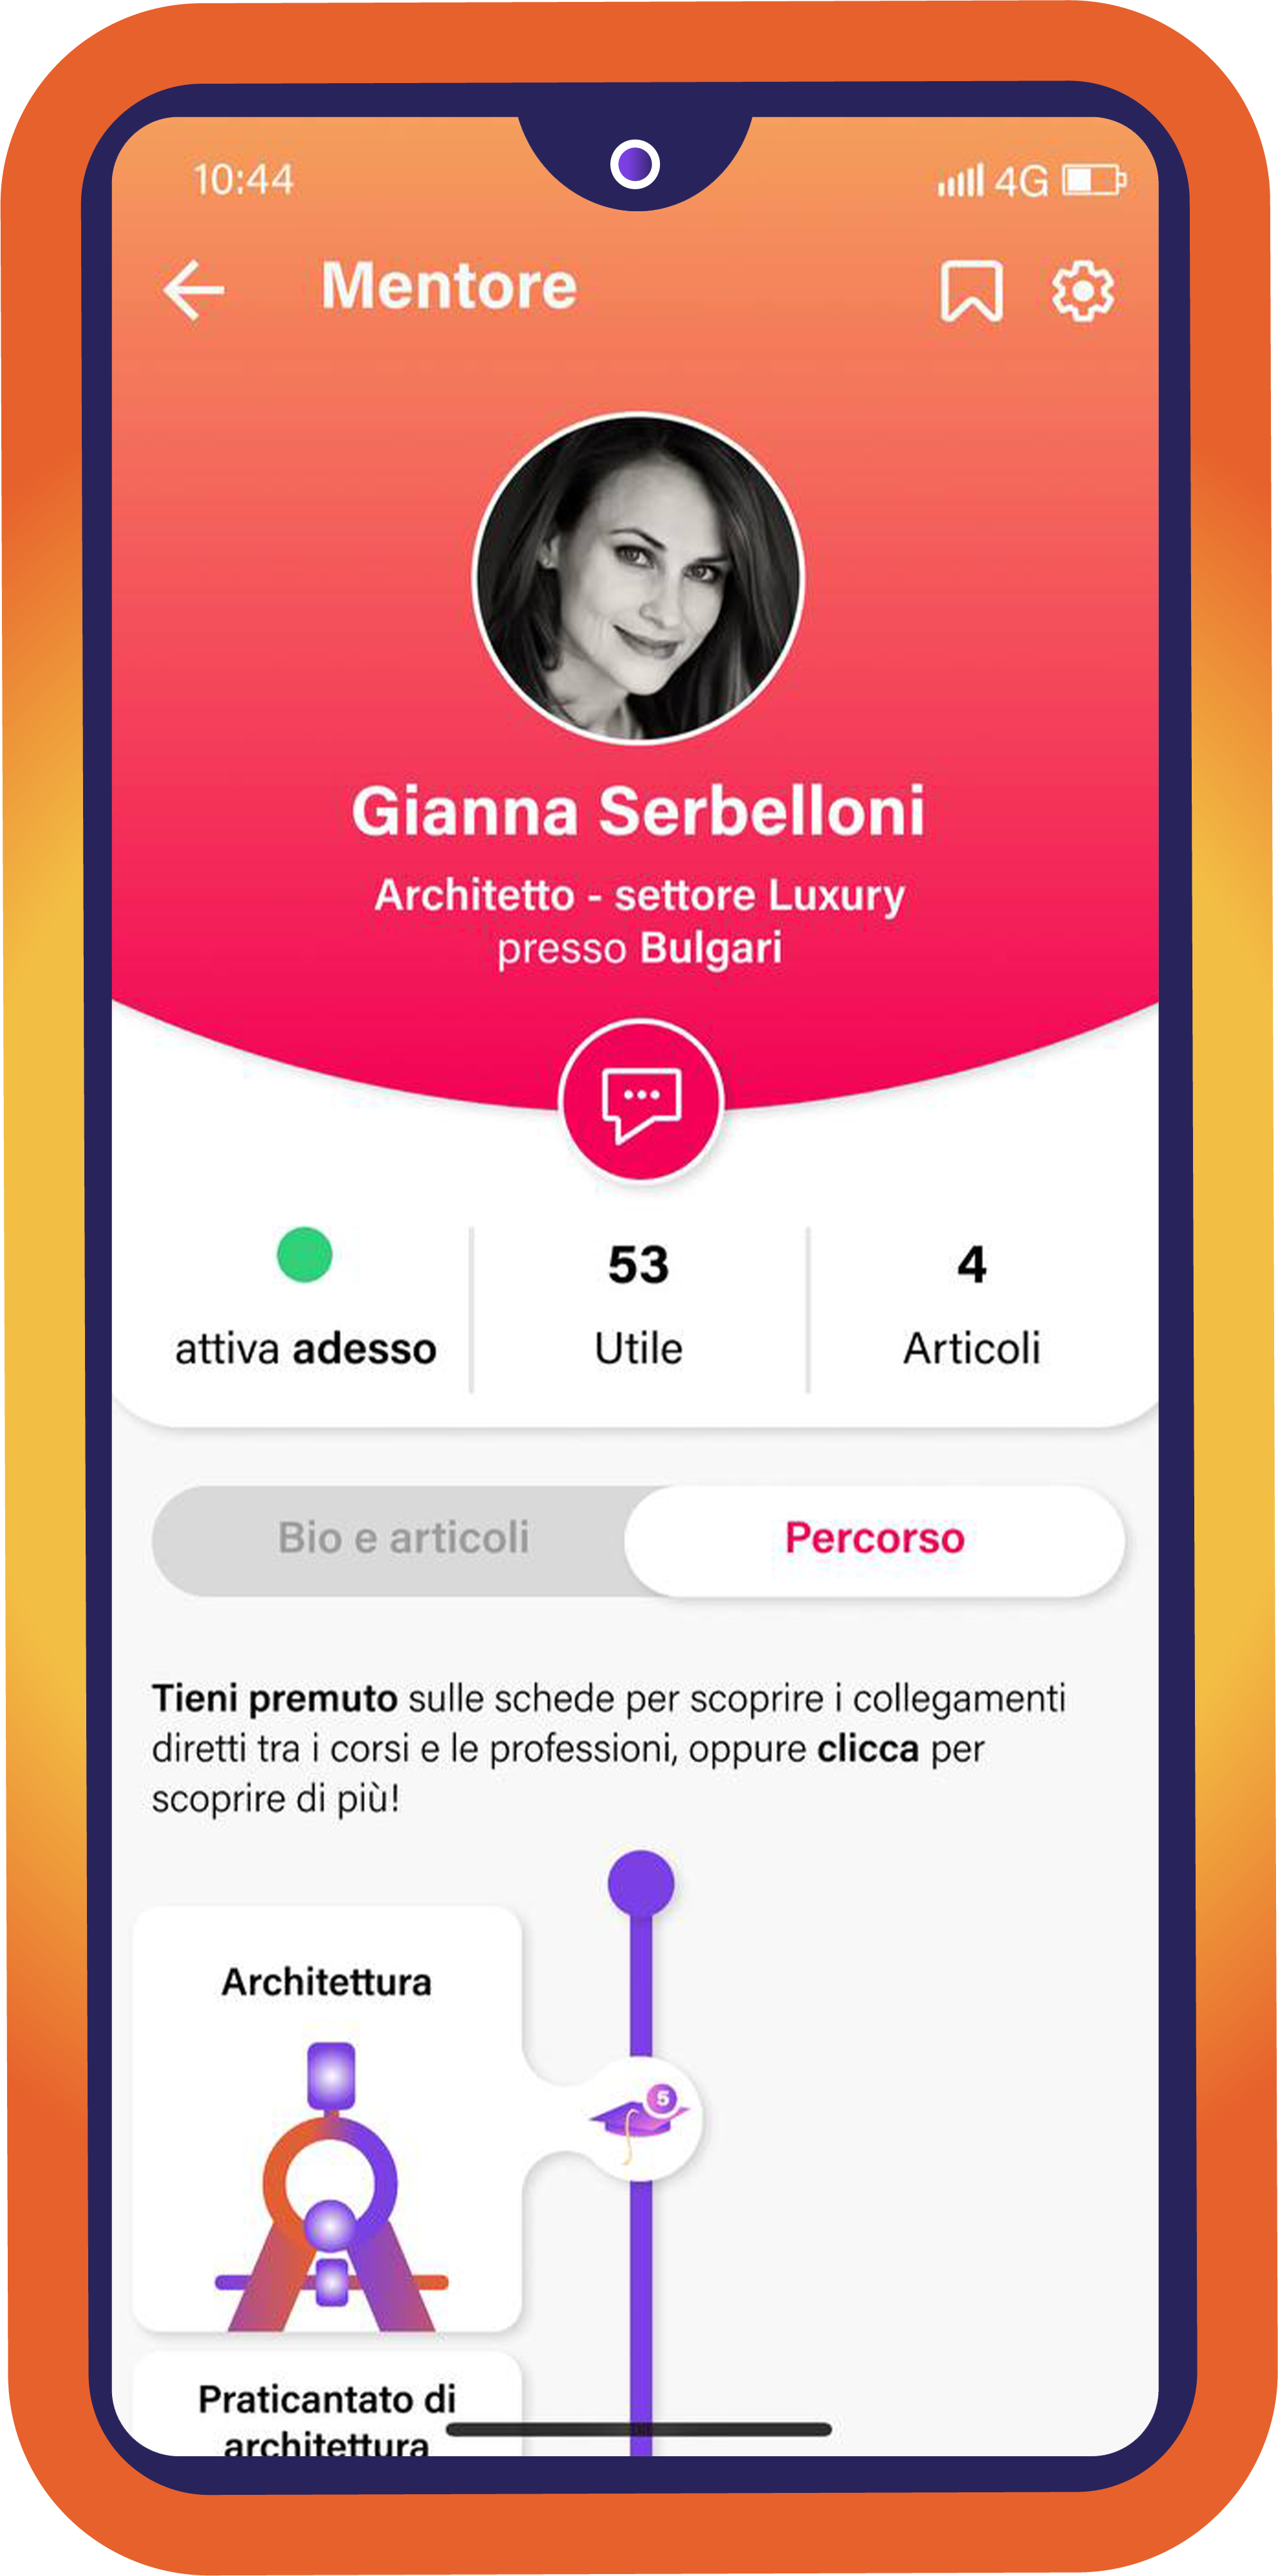 10:44
4G
Mentore
Gianna Serbelloni
Architetto - settore Luxury
presso Bulgari
53
4
attiva adesso
Utile
Articoli
Bio e articoli
Percorso
Tieni premuto sulle schede per scoprire i collegamenti
diretti tra i corsi e le professioni, oppure clicca per
scoprire di più!
Architettura
5
Praticantato di
architettura